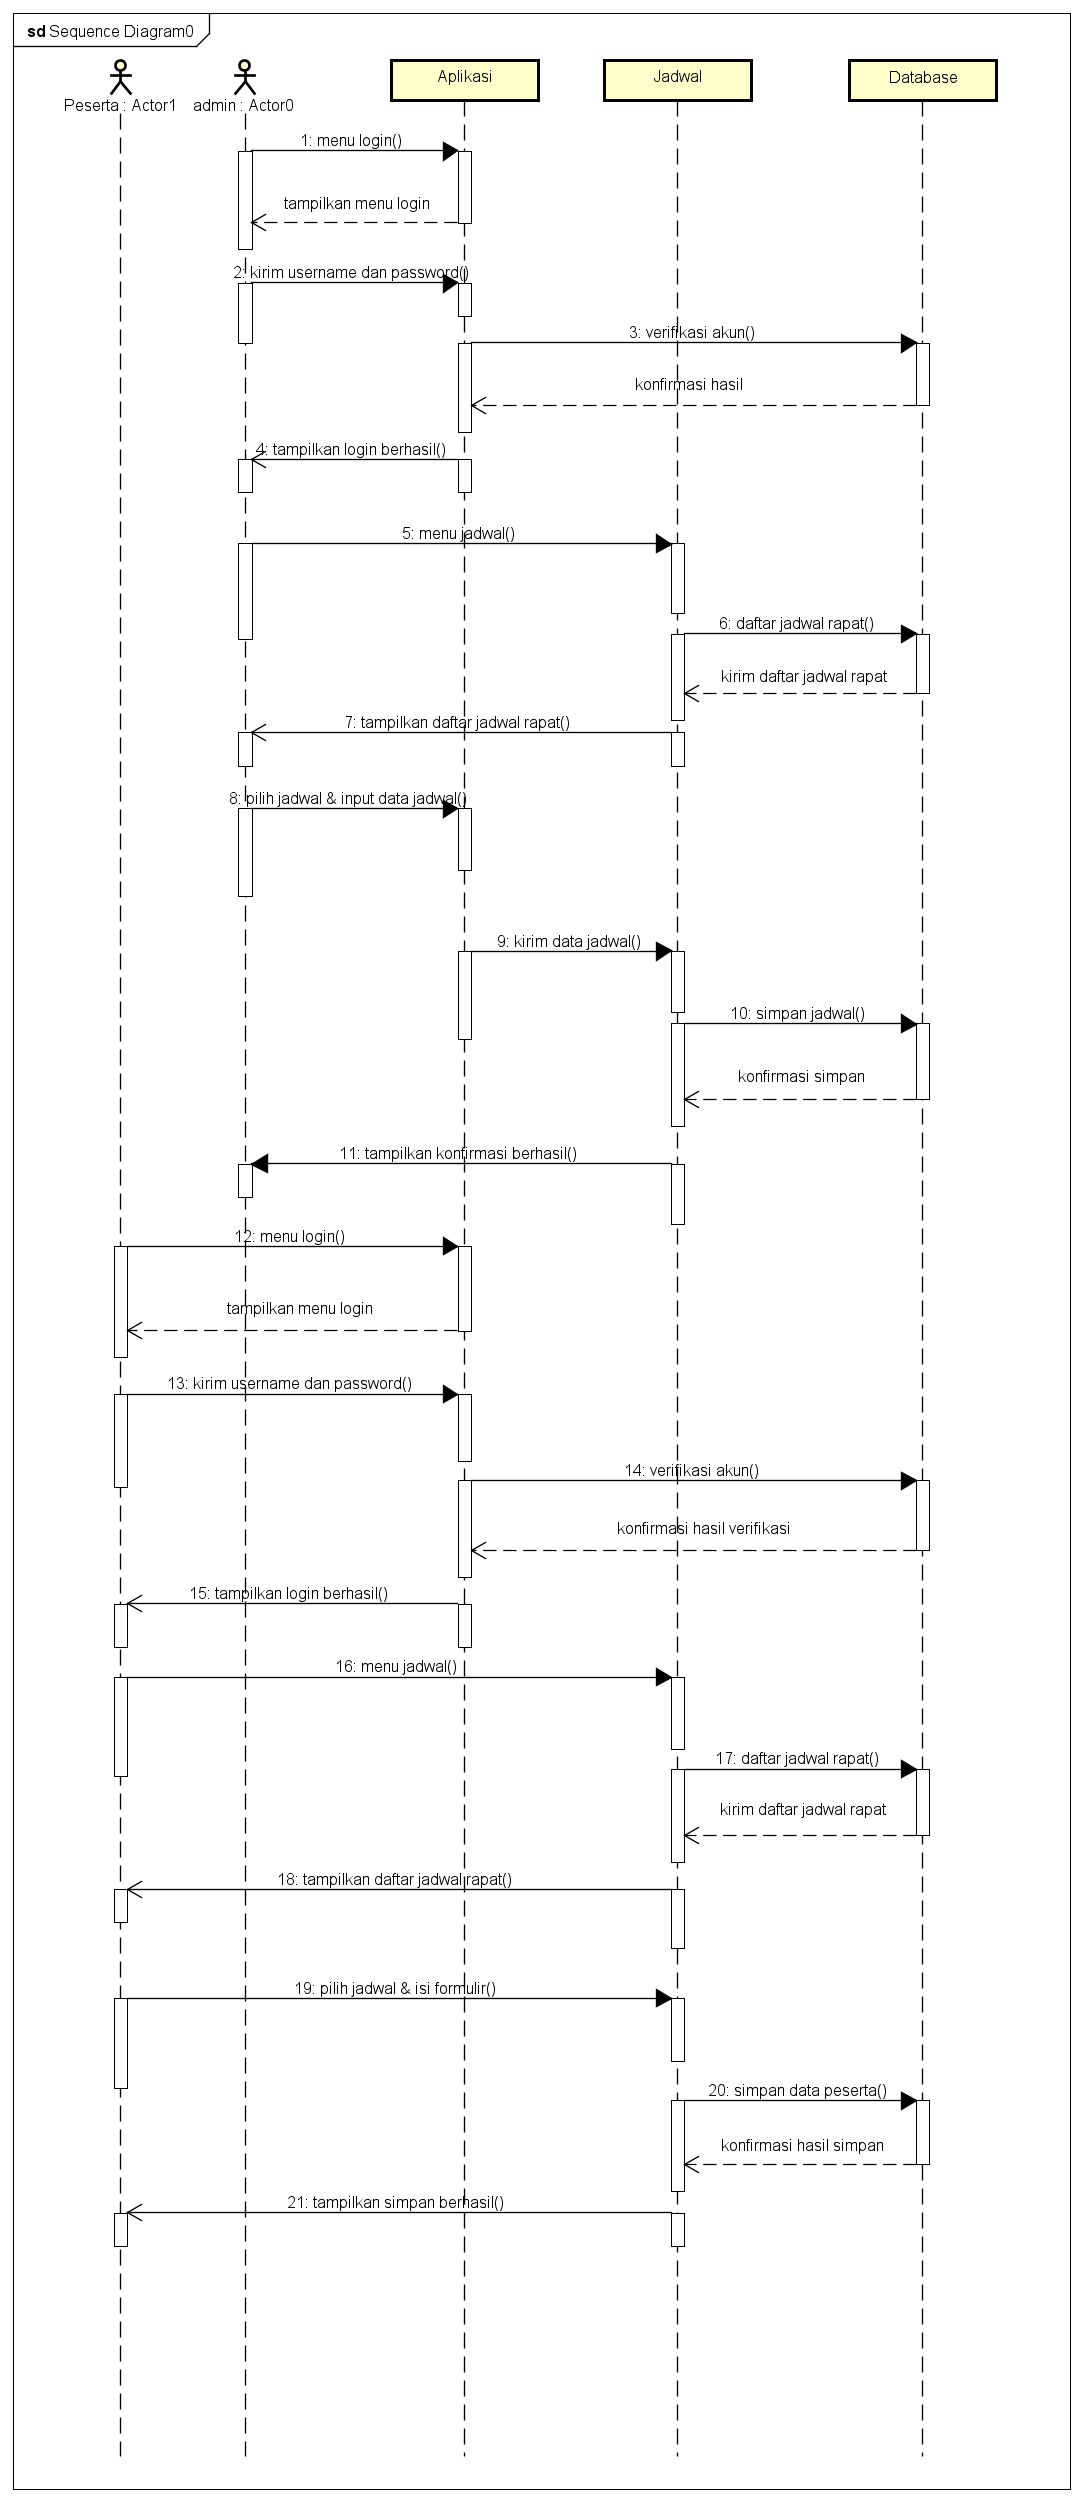 sd Sequence Diagram0
Peserta : Actor1
admin : Actor0
Aplikasi
Jadwal
Database
1: menu login()
tampilkan menu login
2: kirim username dan password()
3: verifikasi akun()
konfirmasi hasil
4: tampilkan login berhasil()
5: menu jadwal()
6: daftar jadwal rapat()
kirim daftar jadwal rapat
7: tampilkan daftar jadwal rapat()
8: pilih jadwal & input data jadwal()
9: kirim data jadwal()
10: simpan jadwal()
konfirmasi simpan
11: tampilkan konfirmasi berhasil()
12: menu login()
tampilkan menu login
13: kirim username dan password()
14: verifikasi akun()
konfirmasi hasil verifikasi
15: tampilkan login berhasil()
16: menu jadwal()
17: daftar jadwal rapat()
kirim daftar jadwal rapat
18: tampilkan daftar jadwal rapat()
19: pilih jadwal & isi formulir()
20: simpan data peserta()
konfirmasi hasil simpan
21: tampilkan simpan berhasil()